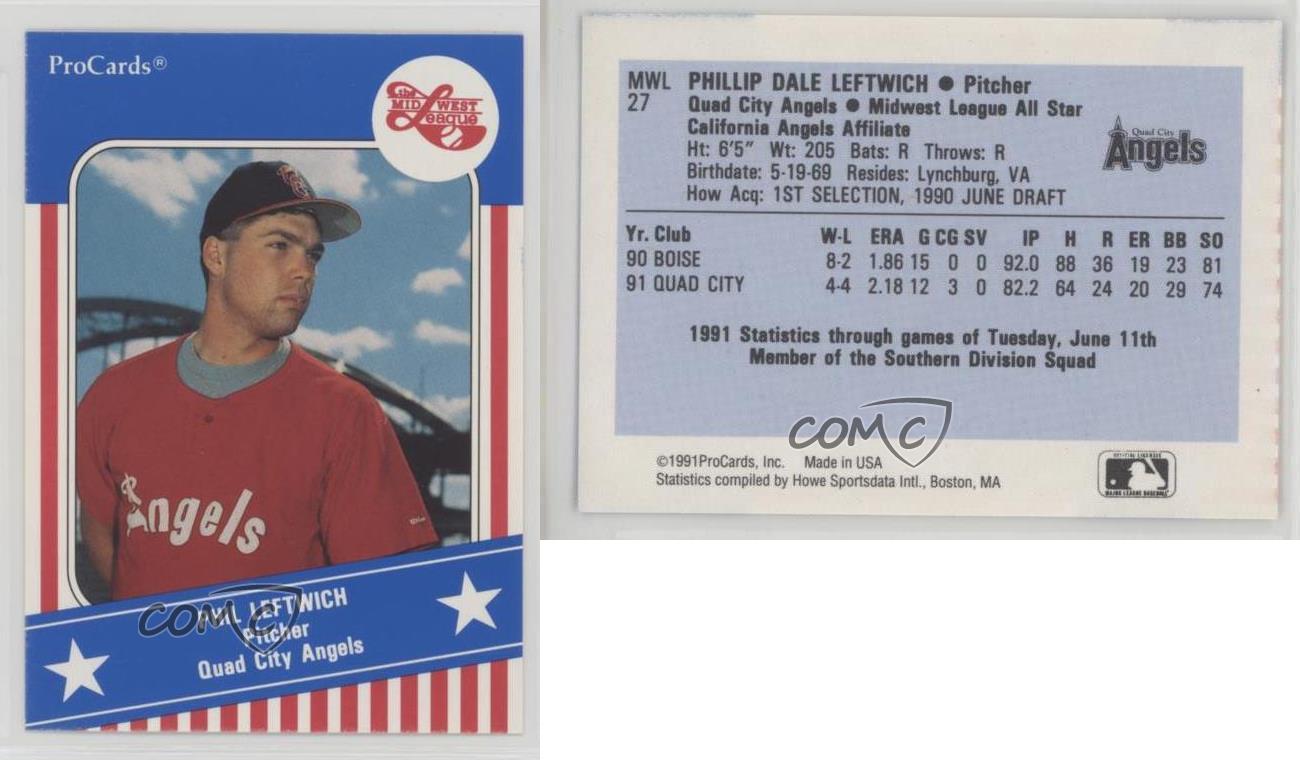 ProCards®
the
MIDWEST
League
Angels
PHIL LEFTWICH
Pitcher
Quad City Angels
COMC
MWL PHILLIP DALE LEFTWICH ● Pitcher
27 Quad City Angels ● Midwest League All Star
California Angels Affiliate
Ht: 6'5" Wt: 205 Bats: R Throws: R
Birthdate: 5-19-69 Resides: Lynchburg, VA
How Acq: 1ST SELECTION, 1990 JUNE DRAFT
Quad City
Angels
Yr. Club W-L ERA G CG SV IP H R ER BB SO
90 BOISE 8-2 1.86 15 0 0 92.0 88 36 19 23 81
91 QUAD CITY 4-4 2.18 12 3 0 82.2 64 24 20 29 74
1991 Statistics through games of Tuesday, June 11th
Member of the Southern Division Squad
COMC
©1991ProCards, Inc. Made in USA
Statistics compiled by Howe Sportsdata Intl., Boston, MA
MAJOR LEAGUE BASEBALL